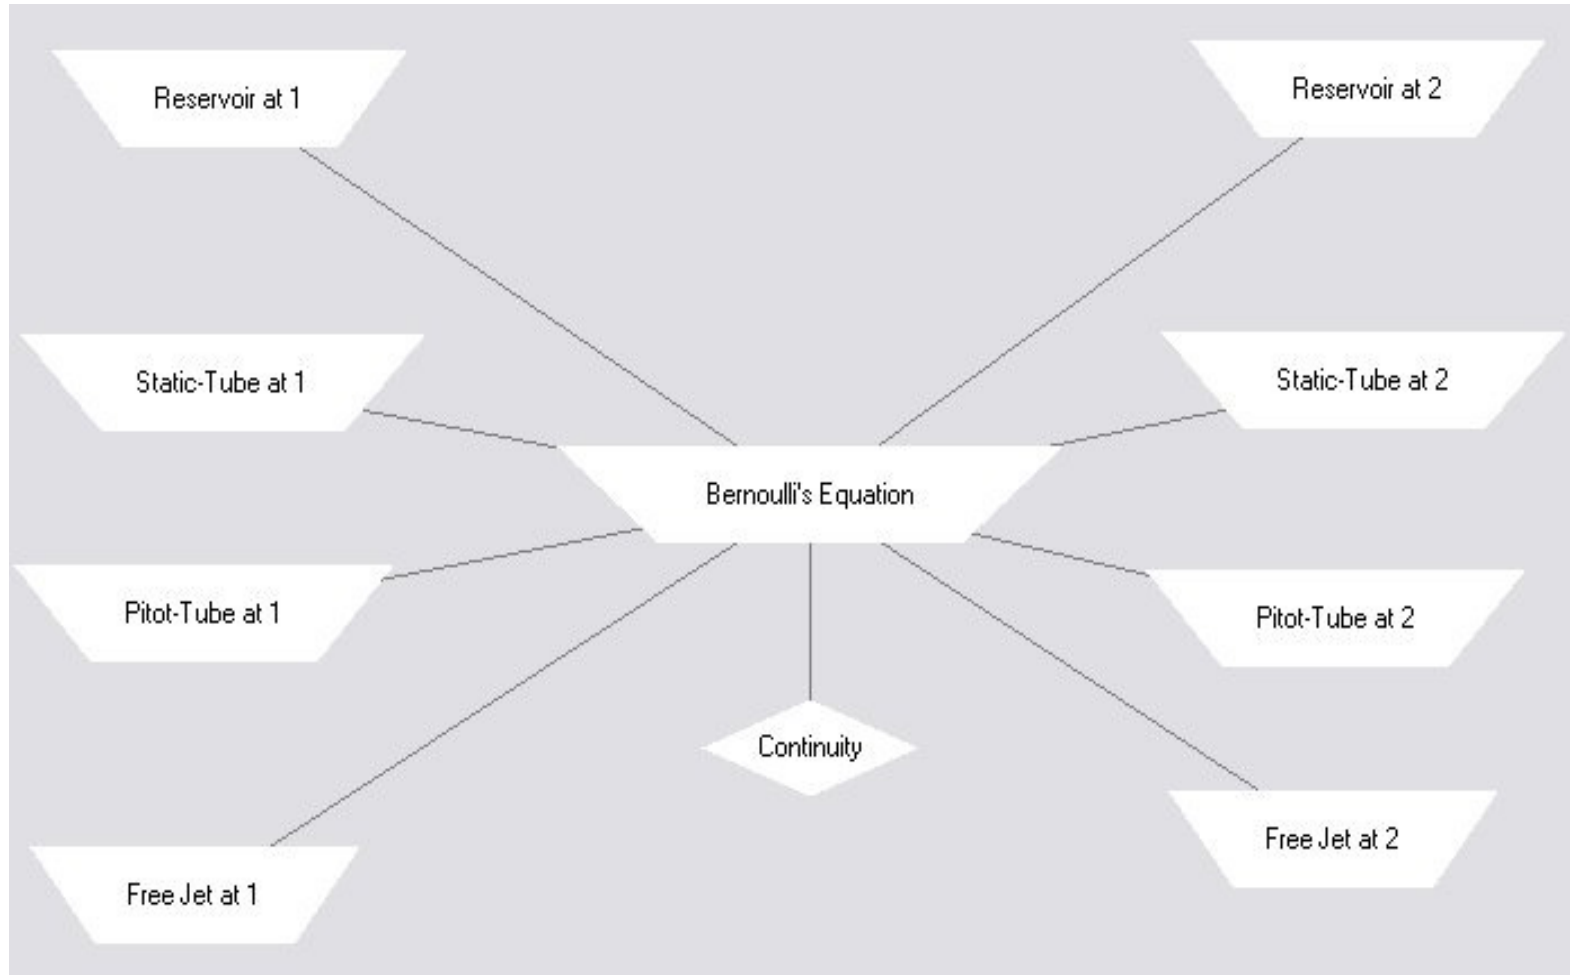 Reservoir at 1
Reservoir at 2
Static-Tube at 1
Static-Tube at 2
Bernoulli's Equation
Pitot-Tube at 1
Pitot-Tube at 2
Continuity
Free Jet at 2
Free Jet at 1